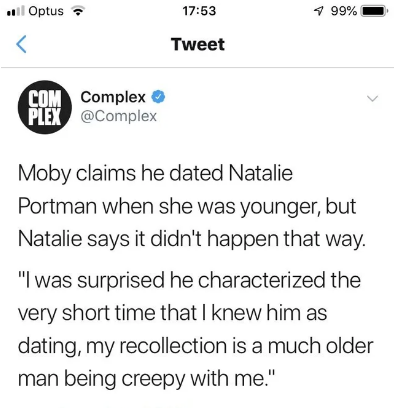 Optus 17:53 99%
Tweet
COM
PLEX
Complex
@Complex
Moby claims he dated Natalie
Portman when she was younger, but
Natalie says it didn't happen that way.
"I was surprised he characterized the
very short time that I knew him as
dating, my recollection is a much older
man being creepy with me."